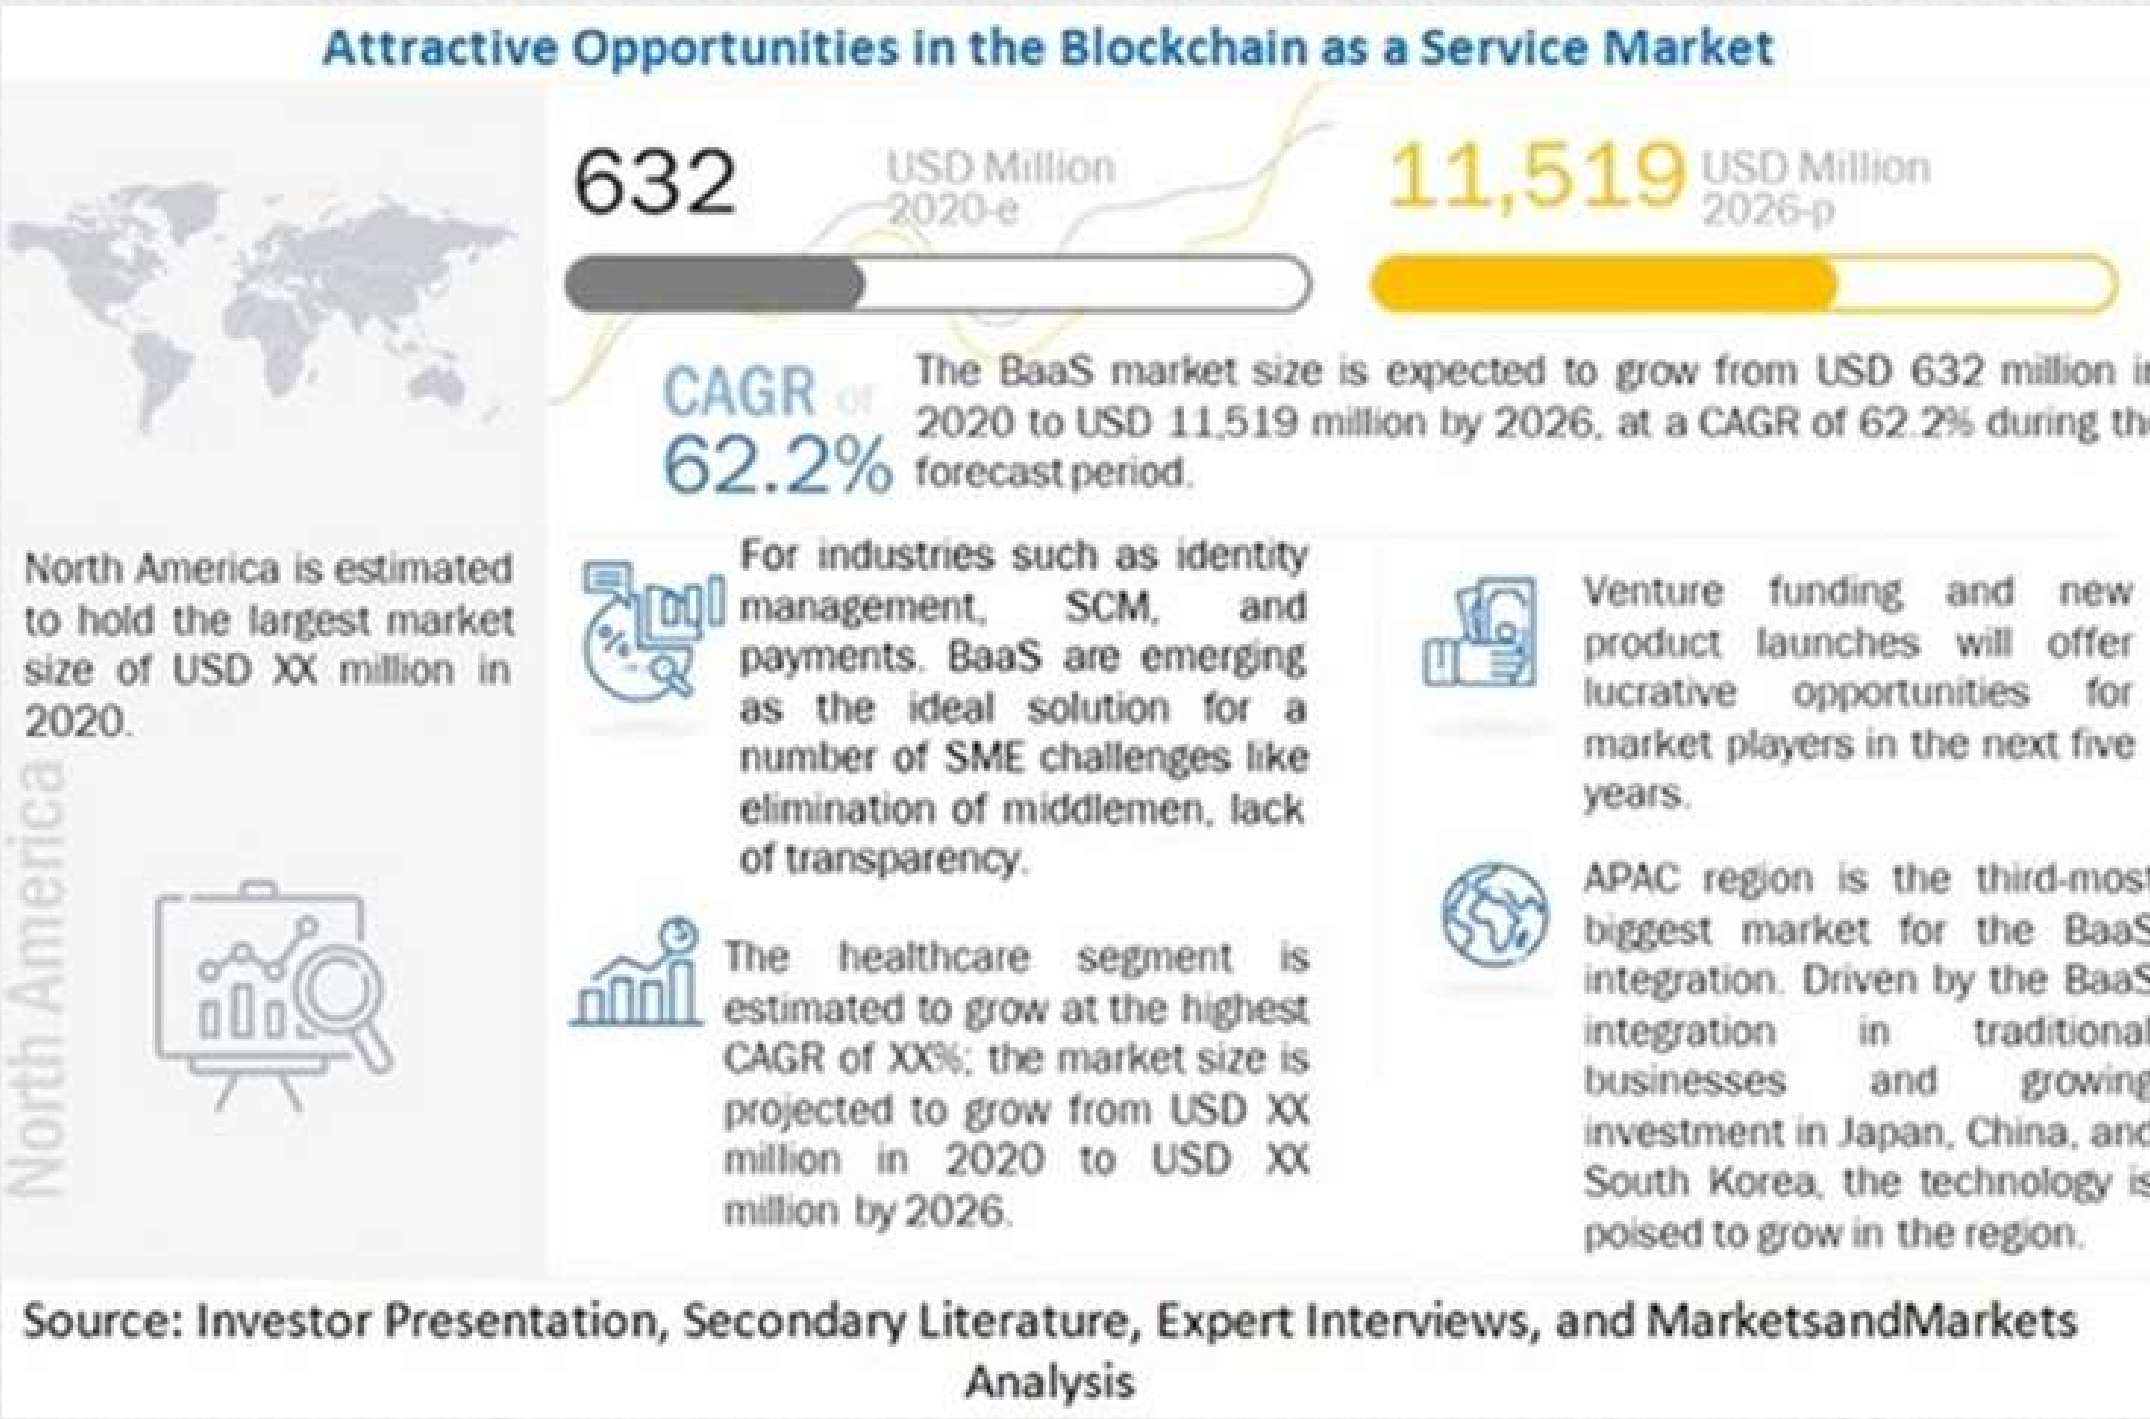 Attractive Opportunities in the Blockchain as a Service Market
632
USD Million
2020-e
11,519
USD Million
2026-p
CAGR of
62.2%
The BaaS market size is expected to grow from USD 632 million in
2020 to USD 11,519 million by 2026, at a CAGR of 62.2% during the
forecast period.
North America is estimated
to hold the largest market
size of USD XX million in
2020.
North America
For industries such as identity
management, SCM, and
payments. BaaS are emerging
as the ideal solution for a
number of SME challenges like
elimination of middlemen, lack
of transparency.
The healthcare segment is
estimated to grow at the highest
CAGR of XX%; the market size is
projected to grow from USD XX
million in 2020 to USD XX
million by 2026.
Venture funding and new
product launches will offer
lucrative opportunities for
market players in the next five
years.
APAC region is the third-most
biggest market for the BaaS
integration. Driven by the BaaS
integration in traditional
businesses and growing
investment in Japan, China, and
South Korea, the technology is
poised to grow in the region.
Source: Investor Presentation, Secondary Literature, Expert Interviews, and MarketsandMarkets
Analysis